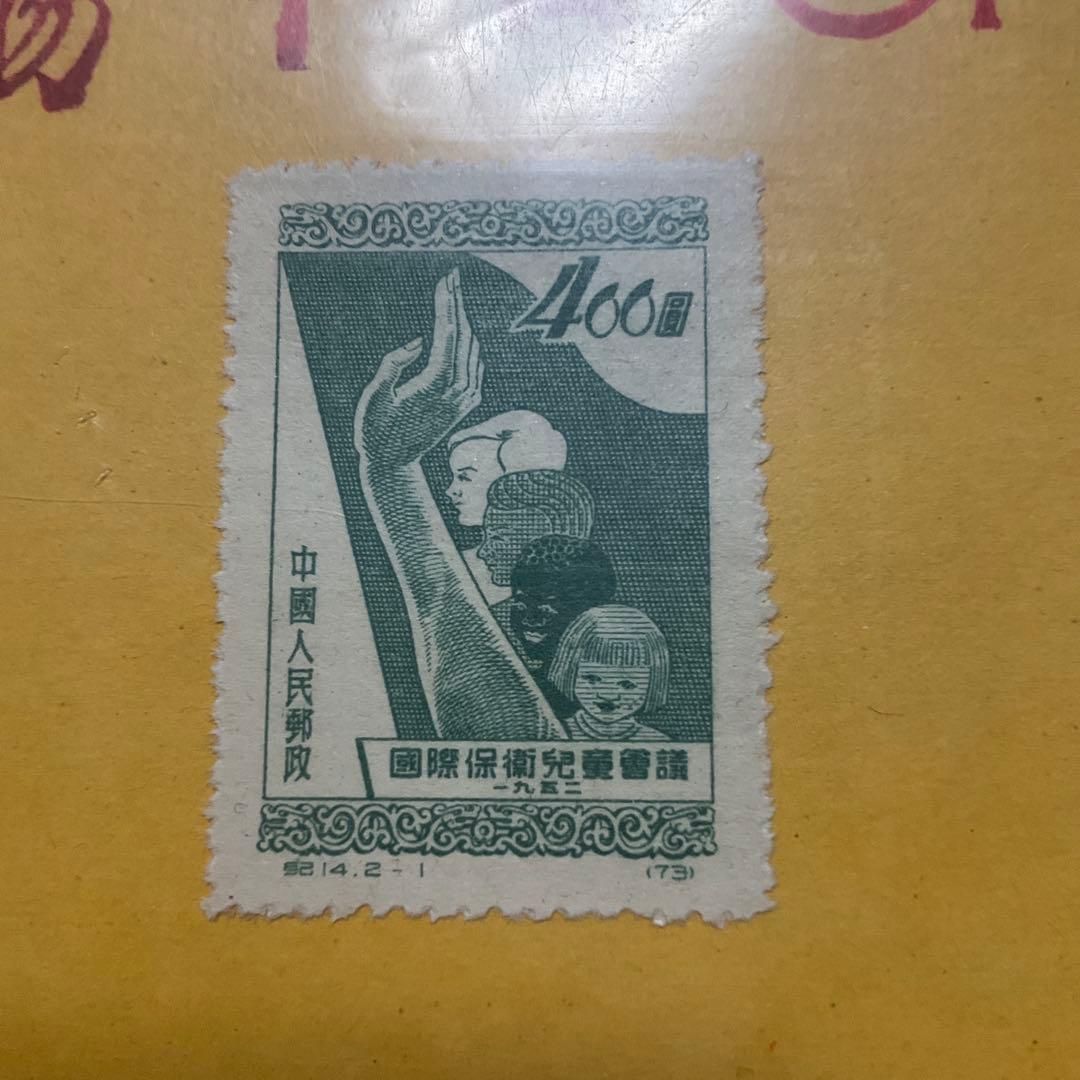 400圓
中國人民郵政
國際保衛兒童會議
一九五二
紀14.2-1
(73)